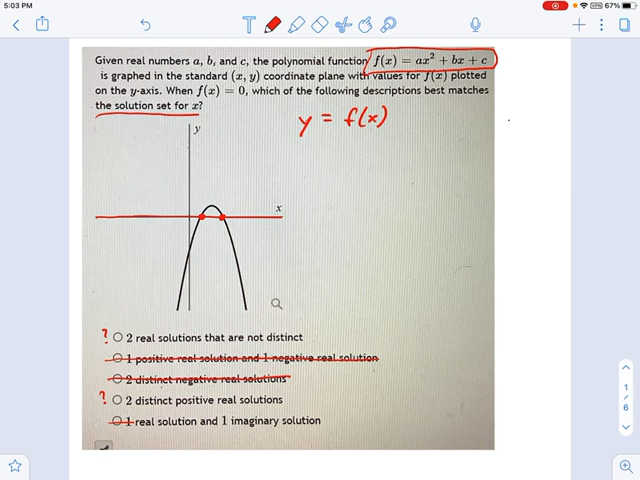 5:03 PM
VPN 67%
T
Given real numbers a, b, and c, the polynomial function f(x) = ax² + bx + c
is graphed in the standard (x, y) coordinate plane with values for f(x) plotted
on the y-axis. When f(x) = 0, which of the following descriptions best matches
the solution set for x?
y = f(x)
y
x
? 2 real solutions that are not distinct
1 positive real solution and 1 negative real solution
2 distinct negative real solutions
? 2 distinct positive real solutions
1 real solution and 1 imaginary solution
1
/
6